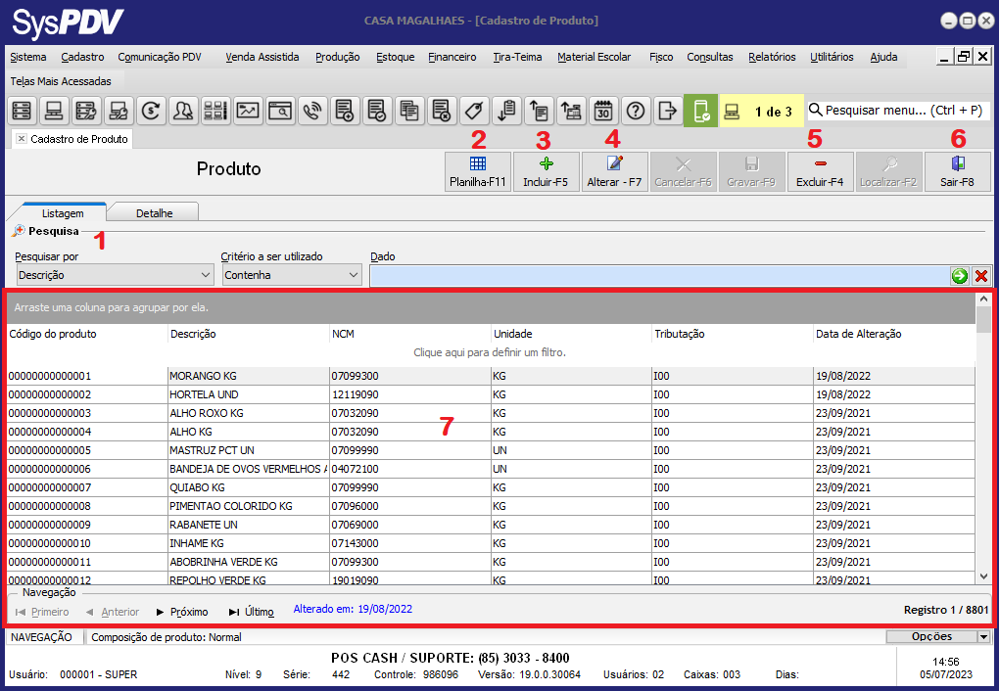 SysPDV
CASA MAGALHAES - [Cadastro de Produto]
Sistema Cadastro Comunicação PDV Venda Assistida Produção Estoque Financeiro Tira-Teima Material Escolar Fisco Consultas Relatórios Utilitários Ajuda
Telas Mais Acessadas
30 1 de 3 Pesquisar menu... (Ctrl + P)
Cadastro de Produto 2 3 4 5 6
Produto
Planilha-F11 Incluir-F5 Alterar - F7 Cancelar-F6 Gravar-F9 Excluir-F4 Localizar-F2 Sair-F8
Listagem Detalhe
Pesquisa 1
Pesquisar por Critério a ser utilizado Dado
Descrição Contenha
Arraste uma coluna para agrupar por ela.
Código do produto Descrição NCM Unidade Tributação Data de Alteração
Clique aqui para definir um filtro.
00000000000001 MORANGO KG 07099300 KG I00 19/08/2022
00000000000002 HORTELA UND 12119090 KG I00 19/08/2022
00000000000003 ALHO ROXO KG 07032090 KG I00 23/09/2021
00000000000004 ALHO KG 07032090 KG I00 23/09/2021
7
00000000000005 MASTRUZ PCT UN 07099990 UN I00 23/09/2021
00000000000006 BANDEJA DE OVOS VERMELHOS A 04072100 UN I00 23/09/2021
00000000000007 QUIABO KG 07099990 KG I00 23/09/2021
00000000000008 PIMENTAO COLORIDO KG 07096000 KG I00 23/09/2021
00000000000009 RABANETE UN 07069000 KG I00 23/09/2021
00000000000010 INHAME KG 07143000 KG I00 23/09/2021
00000000000011 ABOBRINHA VERDE KG 07099300 KG I00 23/09/2021
00000000000012 REPOLHO VERDE KG 19019090 KG I00 23/09/2021
Navegação
Primeiro Anterior Próximo Último Alterado em: 19/08/2022 Registro 1 / 8801
NAVEGAÇÃO Composição de produto: Normal Opções
POS CASH / SUPORTE: (85) 3033 - 8400 14:56
Usuário: 000001 - SUPER Nível: 9 Série: 442 Controle: 986096 Versão: 19.0.0.30064 Usuários: 02 Caixas: 003 Dias: 05/07/2023